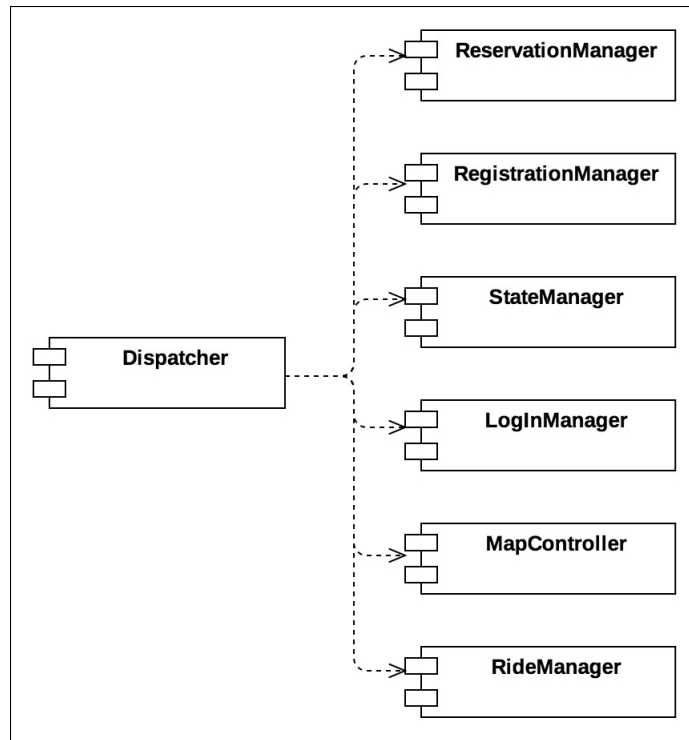 ReservationManager
RegistrationManager
StateManager
Dispatcher
LogInManager
MapController
RideManager